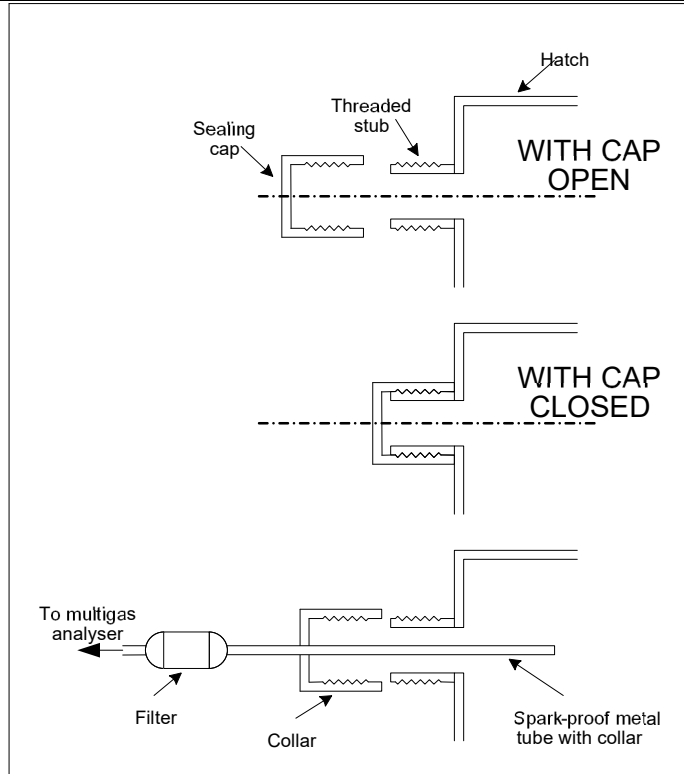 Hatch
Threaded
stub
Sealing
cap
WITH CAP
OPEN
WITH CAP
CLOSED
To multigas
analyser
Filter
Collar
Spark-proof metal
tube with collar